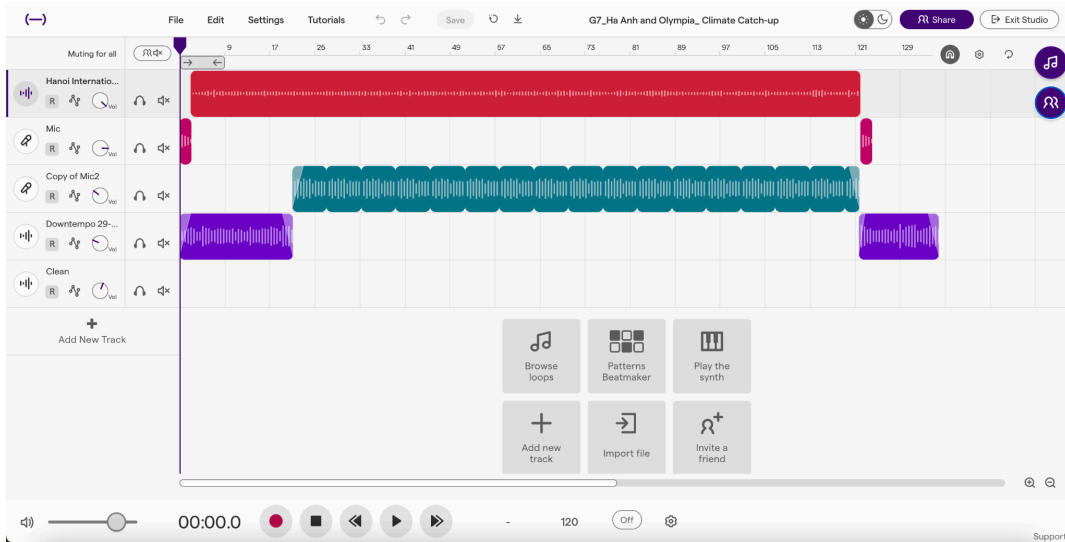 File Edit Settings Tutorials Save G7_Ha Anh and Olympia_ Climate Catch-up Share Exit Studio
Muting for all 9 17 25 33 41 49 57 65 73 81 89 97 105 113 121 129
Hanoi Internatio...
R Vol
Mic
R Vol
Copy of Mic2
R Vol
Downtempo 29-...
R Vol
Clean
R Vol
Add New Track
Browse
loops
Patterns
Beatmaker
Play the
synth
Add new
track
Import file
Invite a
friend
00:00.0 - 120 Off
Support